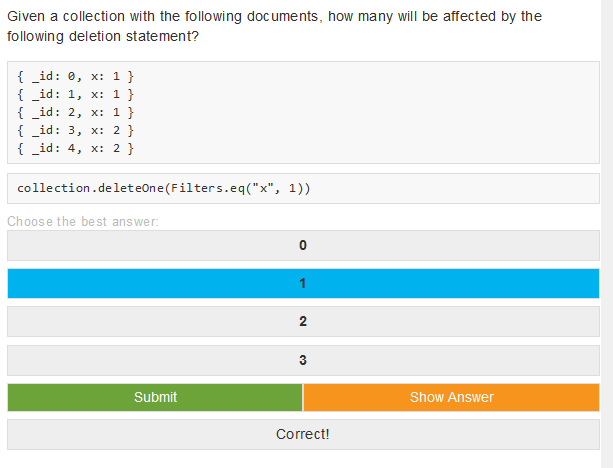 Given a collection with the following documents, how many will be affected by the
following deletion statement?
{ _id: 0, x: 1 }
{ _id: 1, x: 1 }
{ _id: 2, x: 1 }
{ _id: 3, x: 2 }
{ _id: 4, x: 2 }
collection.deleteOne(Filters.eq("x", 1))
Choose the best answer:
0
1
2
3
Submit
Show Answer
Correct!